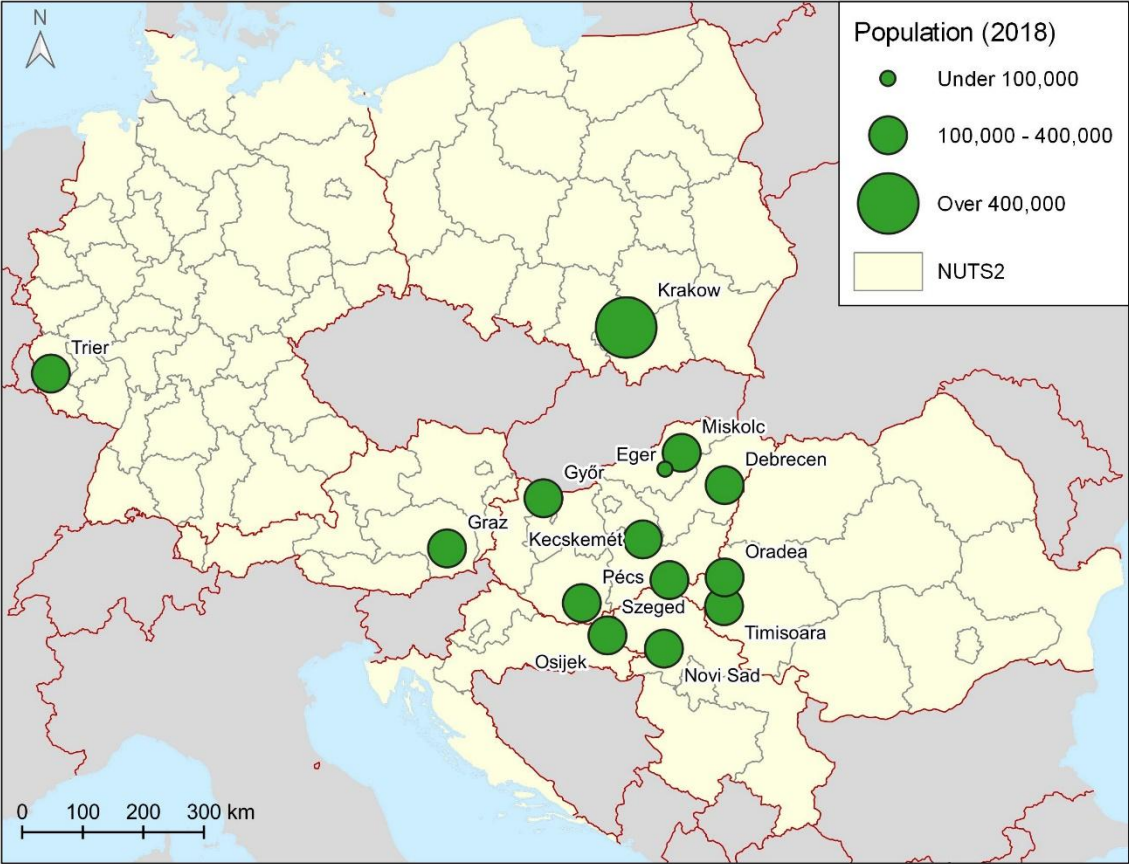 N
Population (2018)
Under 100,000
100,000 - 400,000
Over 400,000
NUTS2
Krakow
Trier
Miskolc
Eger
Debrecen
Győr
Graz
Kecskemét
Oradea
Pécs
Szeged
Timisoara
Osijek
Novi Sad
0 100 200 300 km